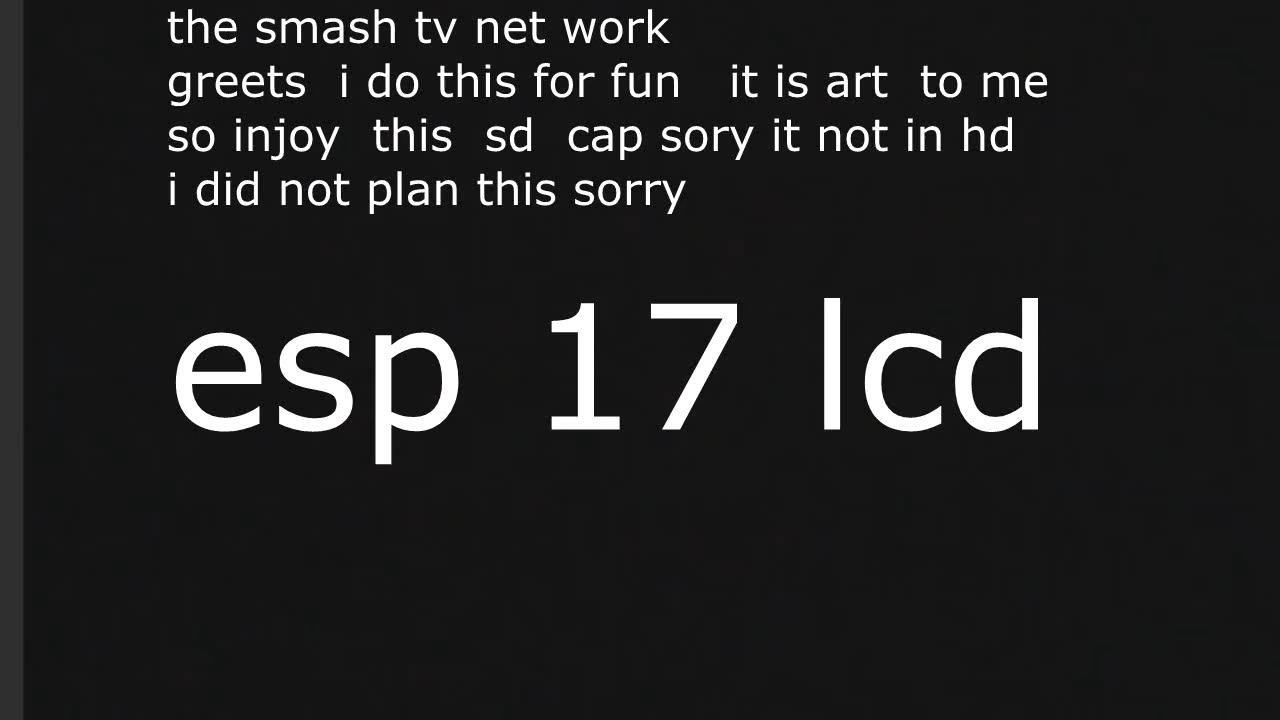 the smash tv net work
greets  i do this for fun   it is art  to me
so injoy  this  sd  cap sory it not in hd
i did not plan this sorry
esp 17 lcd